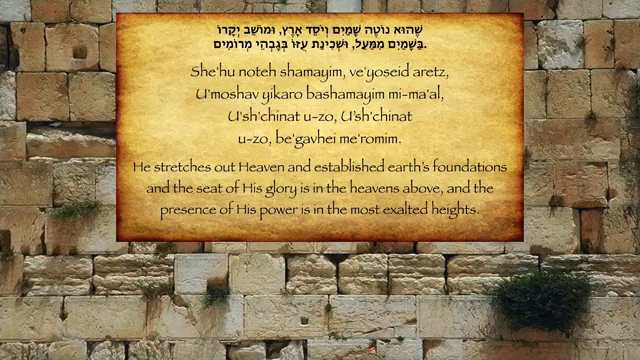 שֶׁהוּא נוֹטֶה שָׁמַיִם וְיֹסֵד אָרֶץ, וּמוֹשַׁב יְקָרוֹ
בַּשָּׁמַיִם מִמַּעַל, וּשְׁכִינַת עֻזּוֹ בְּגָבְהֵי מְרוֹמִים.
She'hu noteh shamayim, ve'yoseid aretz,
U'moshav yikaro bashamayim mi-ma'al,
U'sh'chinat u-zo, U'sh'chinat
u-zo, be'gavhei me'romim.
He stretches out Heaven and established earth's foundations
and the seat of His glory is in the heavens above, and the
presence of His power is in the most exalted heights.